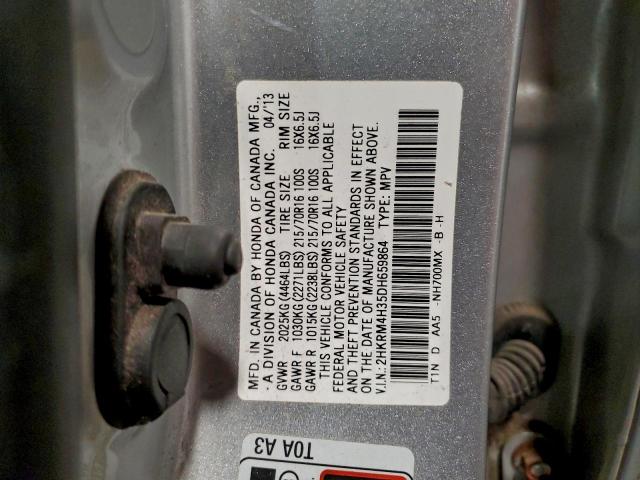 MFD. IN CANADA BY HONDA OF CANADA MFG.,
- A DIVISION OF HONDA CANADA INC. 04/'13
GVWR 2025KG(4464LBS) TIRE SIZE RIM SIZE
GAWR F 1030KG(2271LBS) 215/70R16 100S 16X6.5J
GAWR R 1015KG(2238LBS) 215/70R16 100S 16X6.5J
THIS VEHICLE CONFORMS TO ALL APPLICABLE
FEDERAL MOTOR VEHICLE SAFETY
AND THEFT PREVENTION STANDARDS IN EFFECT
ON THE DATE OF MANUFACTURE SHOWN ABOVE.
V.I.N.: 2HKRM4H35DH659864 TYPE: MPV
T1N D AA5 -NH700MX -B -H
T0A A3